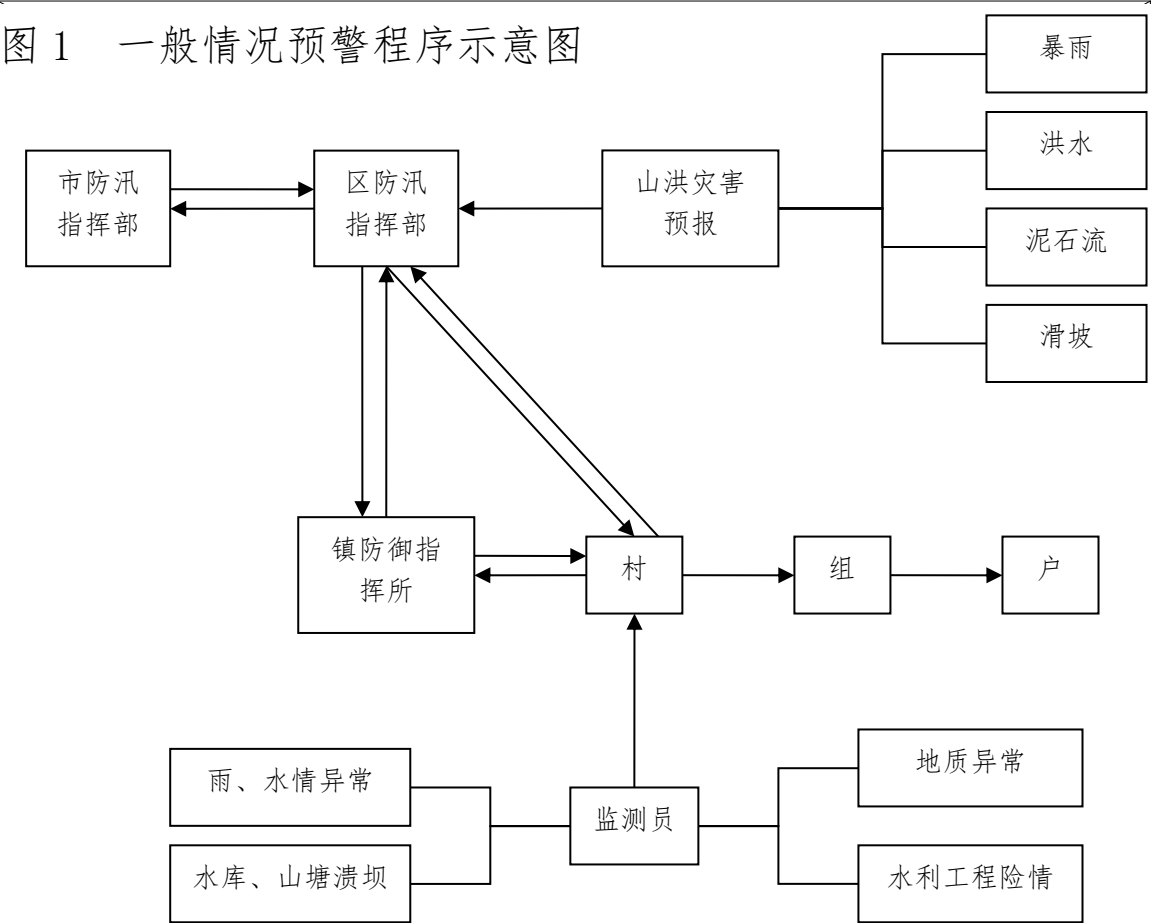 图1 一般情况预警程序示意图
暴雨
洪水
泥石流
滑坡
市防汛
指挥部
区防汛
指挥部
山洪灾害
预报
镇防御指
挥所
村
组
户
雨、水情异常
水库、山塘溃坝
监测员
地质异常
水利工程险情